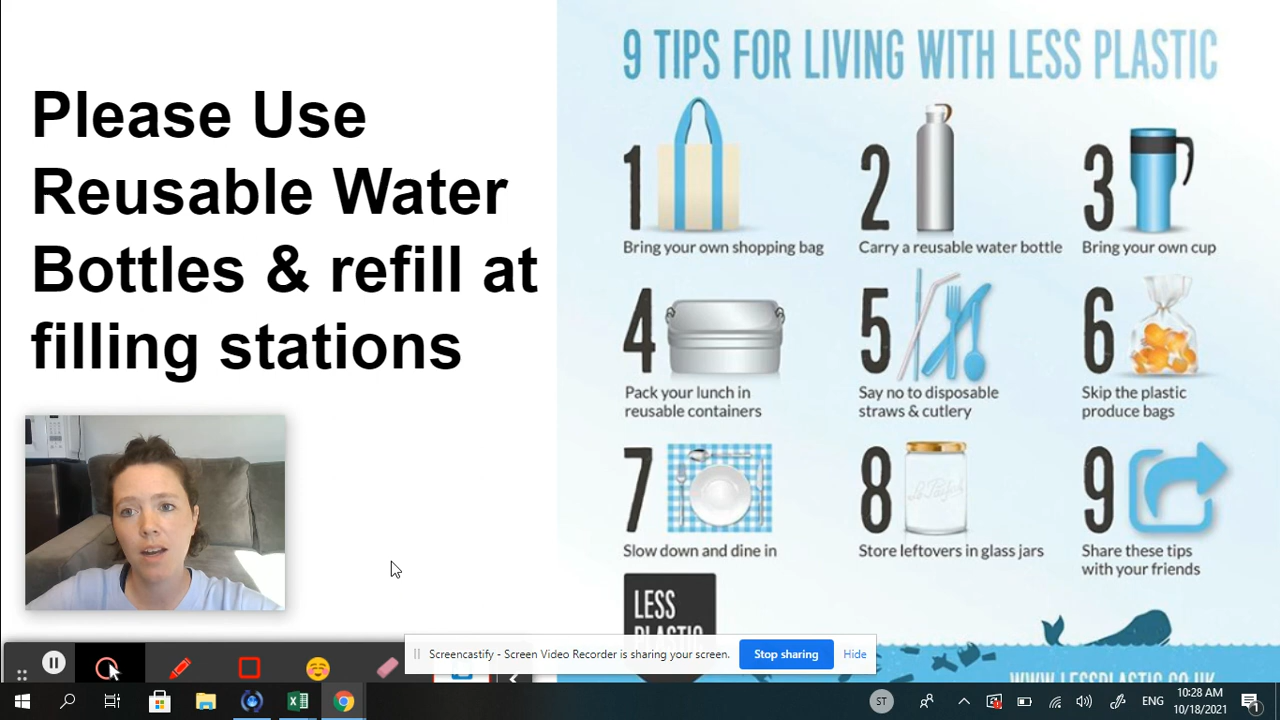 9 TIPS FOR LIVING WITH LESS PLASTIC
Please Use
Reusable Water
Bottles & refill at
filling stations
1
Bring your own shopping bag
2
Carry a reusable water bottle
3
Bring your own cup
4
Pack your lunch in
reusable containers
5
Say no to disposable
straws & cutlery
6
Skip the plastic
produce bags
7
Slow down and dine in
8
Store leftovers in glass jars
9
Share these tips
with your friends
LESS
PLASTIC
WWW.LESSPLASTIC.CO.UK
Screencastify - Screen Video Recorder is sharing your screen.
Stop sharing
Hide
ST
ENG
10:28 AM
10/18/2021
1